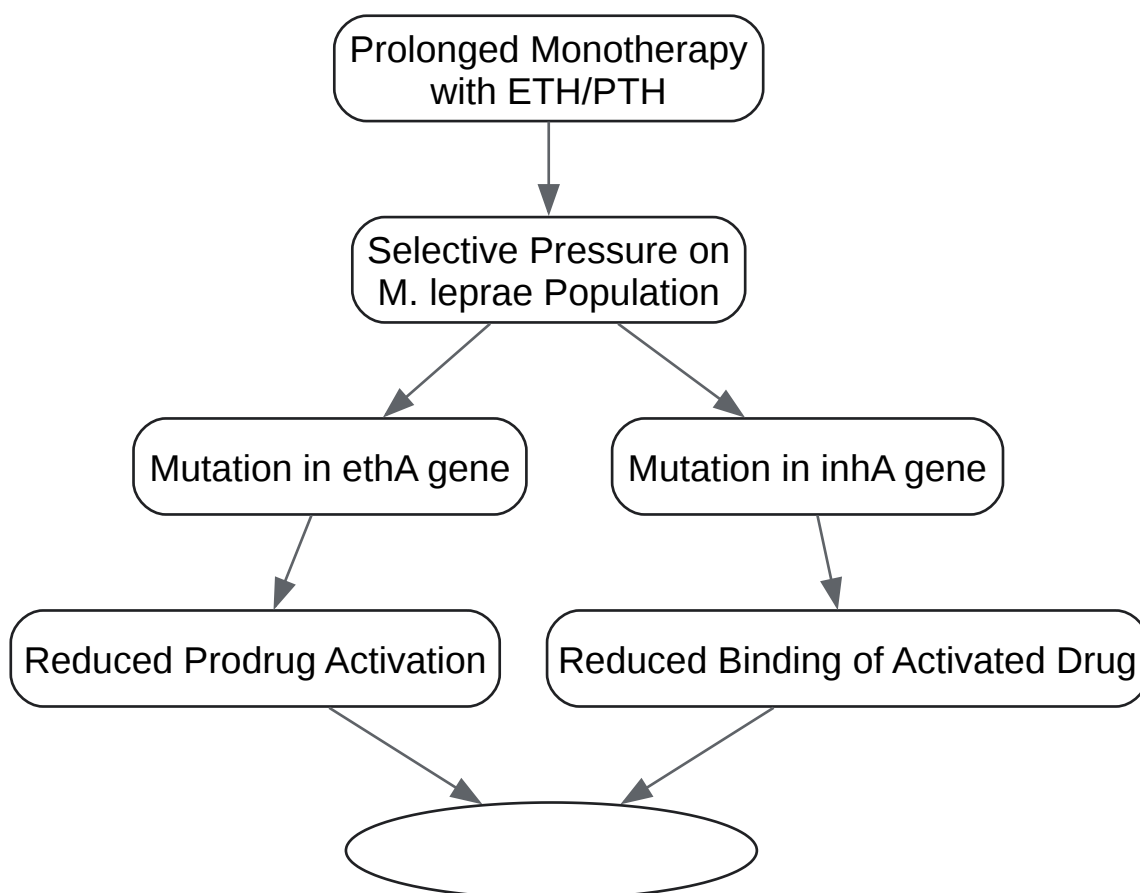 Prolonged Monotherapy
with ETH/PTH
Selective Pressure on
M. leprae Population
Mutation in ethA gene
Mutation in inhA gene
Reduced Prodrug Activation
Reduced Binding of Activated Drug